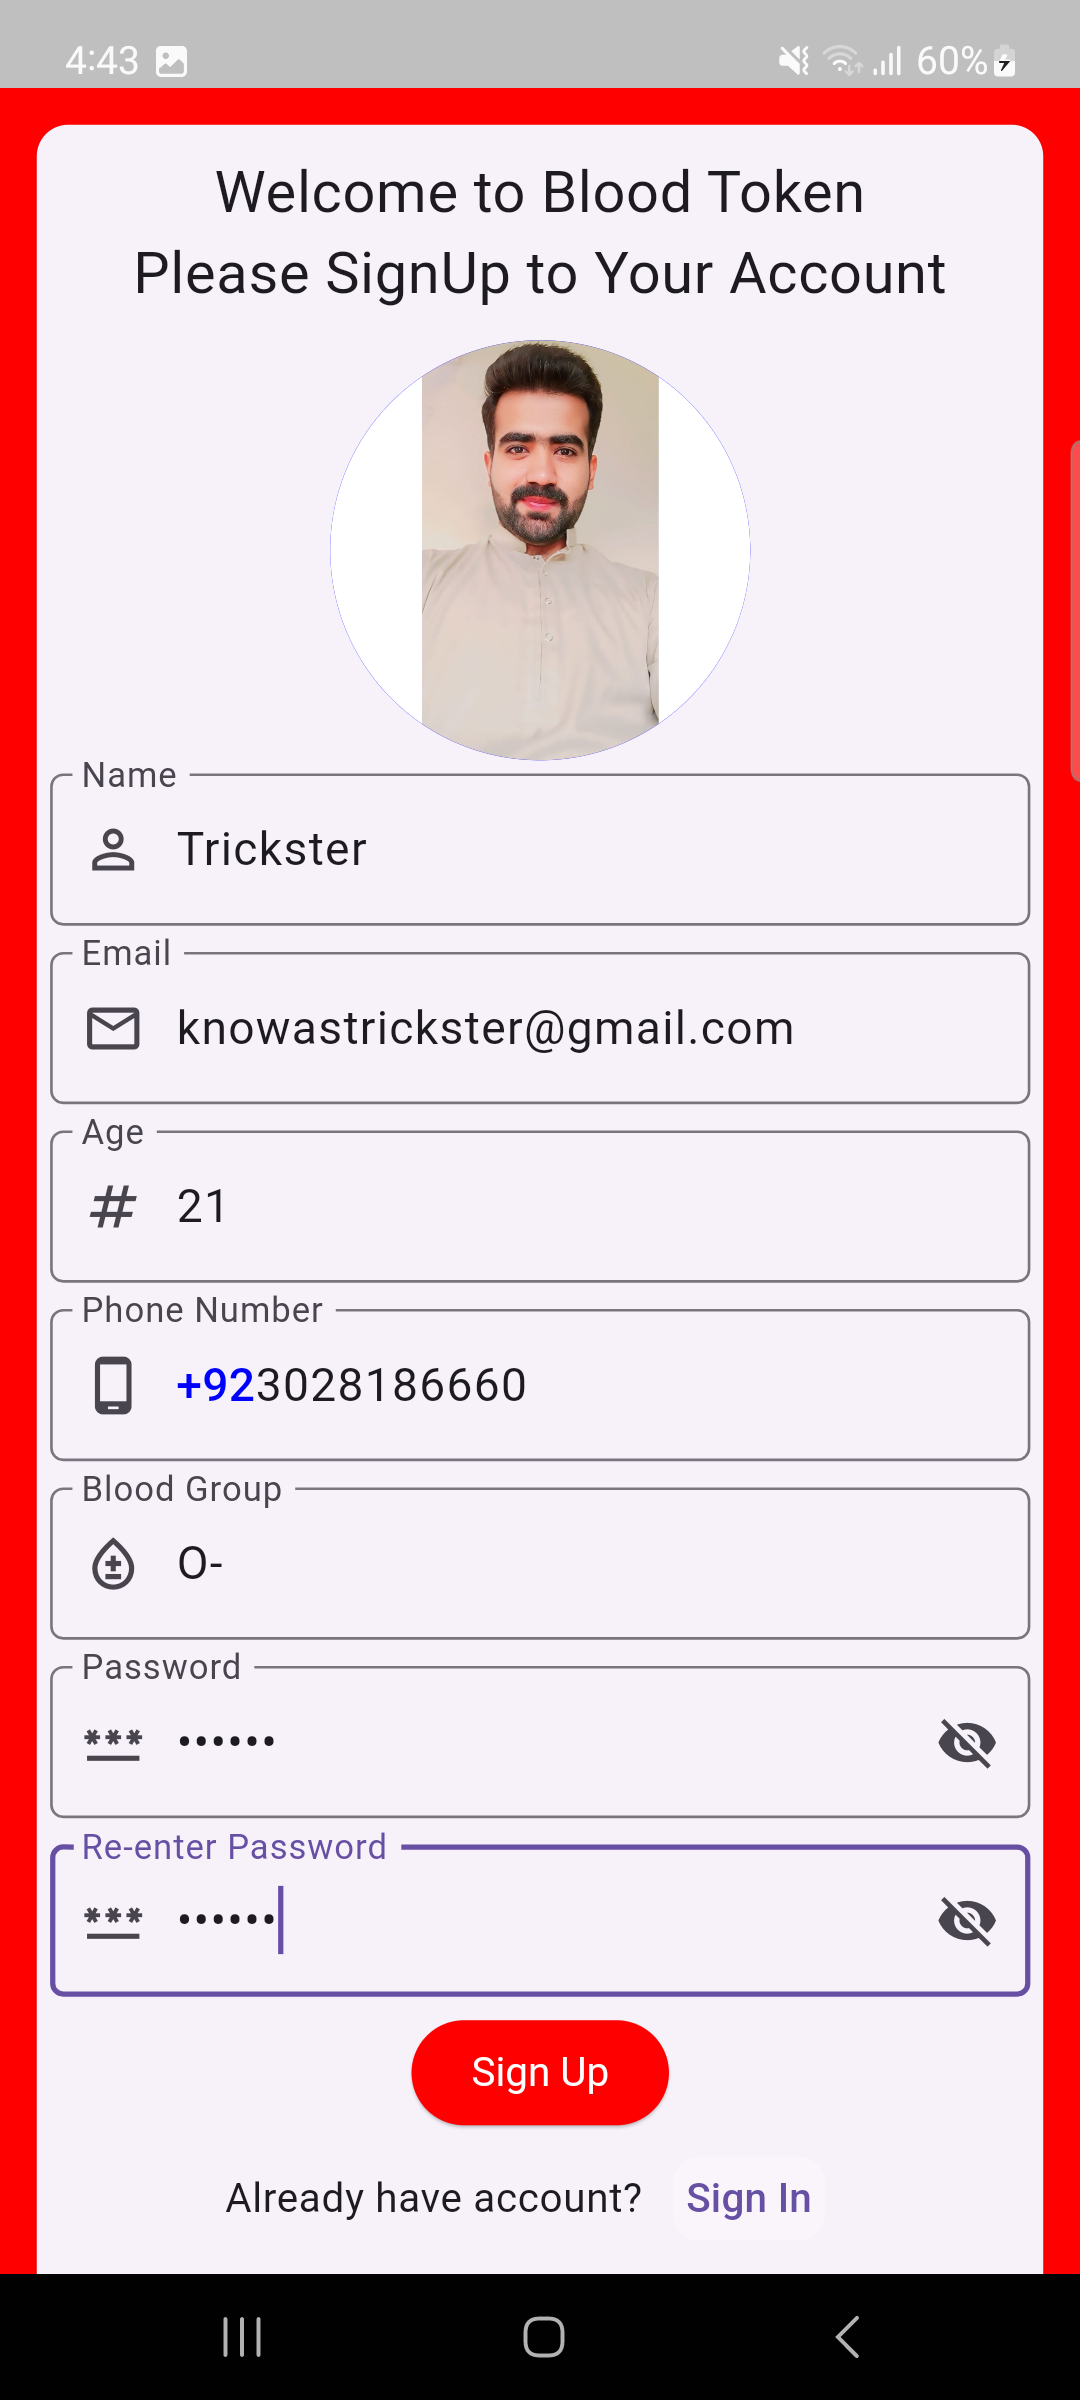 4:43 60%
Welcome to Blood Token
Please SignUp to Your Account
Name
Trickster
Email
knowastrickster@gmail.com
Age
# 21
Phone Number
+923028186660
Blood Group
O-
Password
*** ••••••
Re-enter Password
*** ••••••
Sign Up
Already have account? Sign In